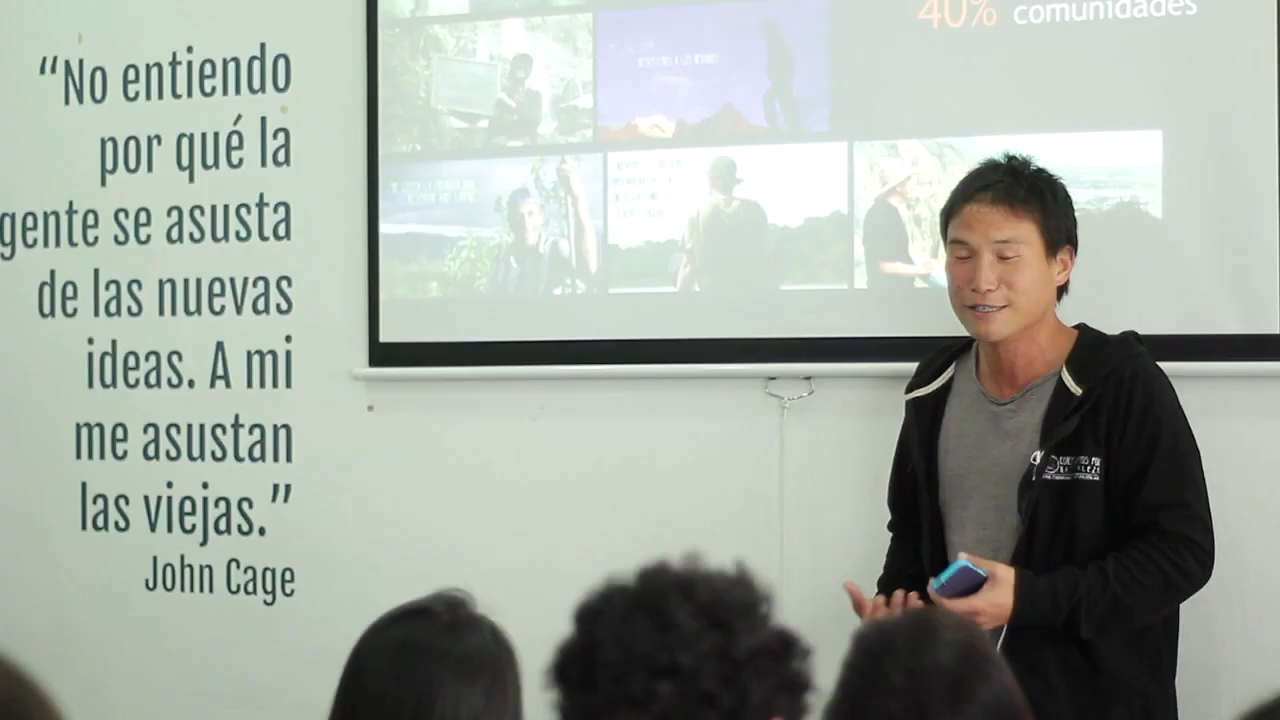 “No entiendo
por qué la
gente se asusta
de las nuevas
ideas. A mi
me asustan
las viejas.”
John Cage
40% comunidades